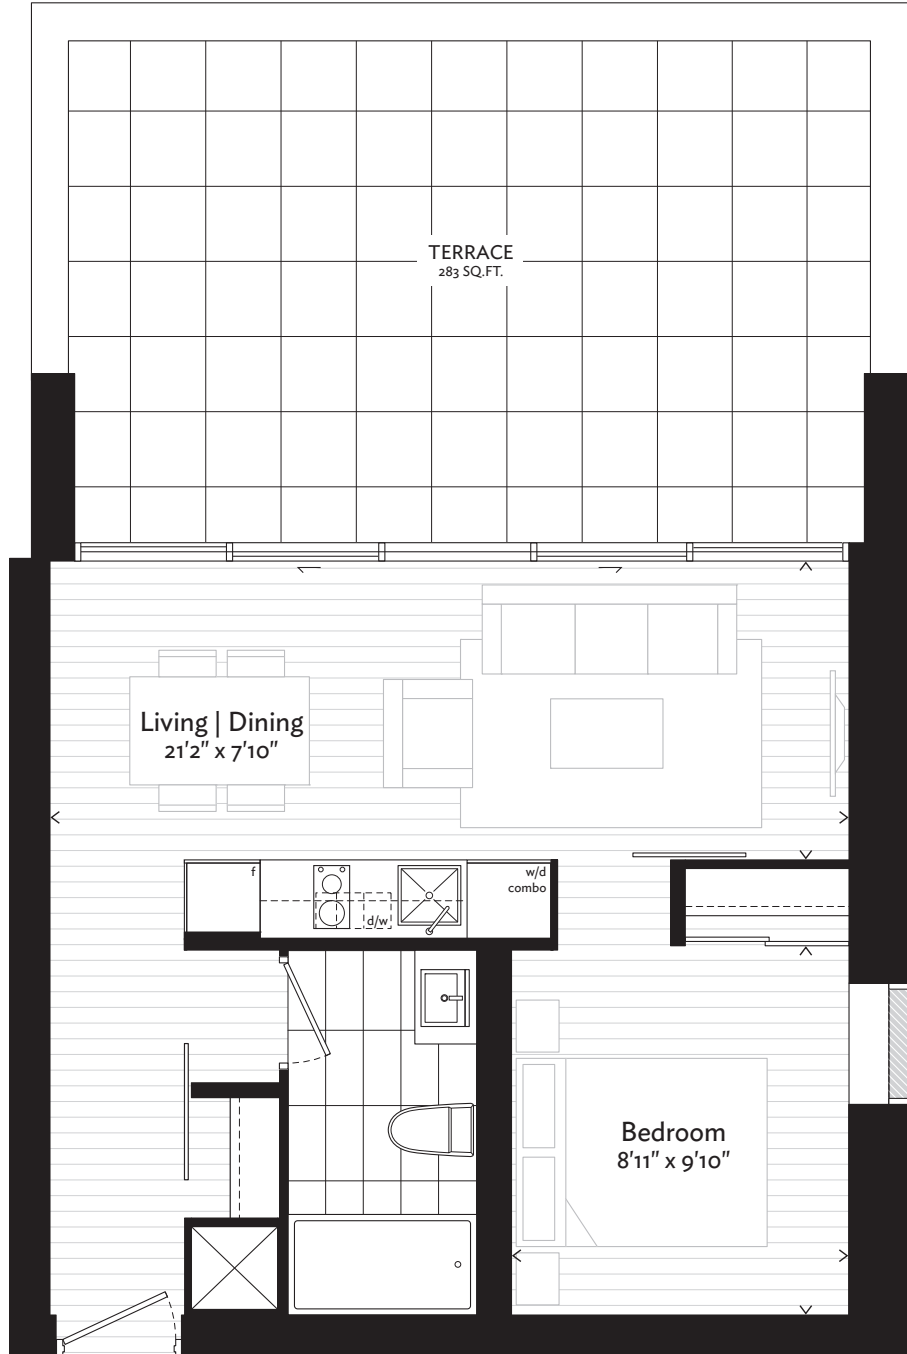 TERRACE
283 SQ.FT.
Living | Dining
21'2" x 7'10"
f
d/w
w/d
combo
Bedroom
8'11" x 9'10"